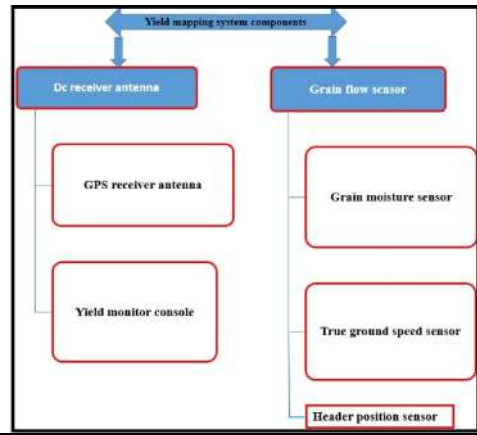 Yield mapping system components
Dc receiver antenna
GPS receiver antenna
Yield monitor console
Grain flow sensor
Grain moisture sensor
True ground speed sensor
Header position sensor